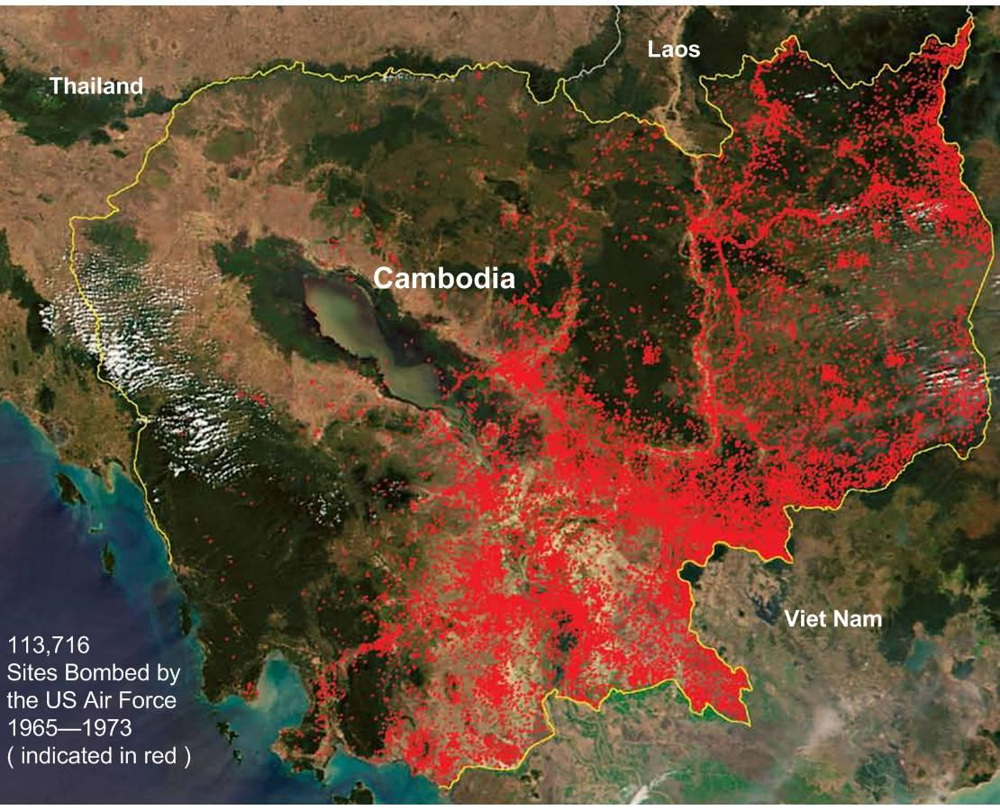 Laos
Thailand
Cambodia
Viet Nam
113,716
Sites Bombed by
the US Air Force
1965—1973
( indicated in red )